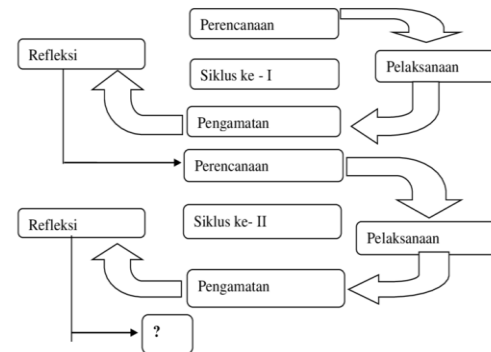 Perencanaan
Refleksi
Pelaksanaan
Siklus ke - I
Pengamatan
Perencanaan
Refleksi
Siklus ke- II
Pelaksanaan
Pengamatan
?